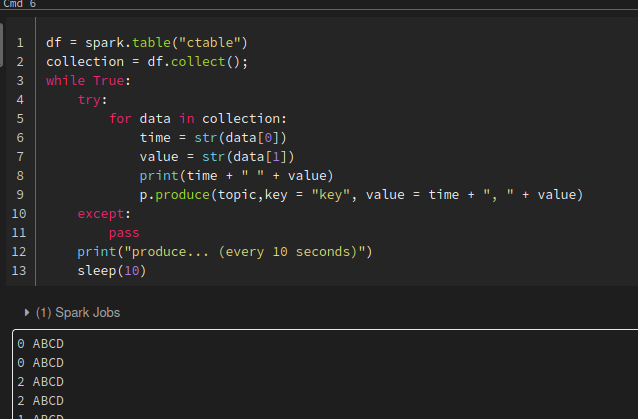 Cmd 6
1 df = spark.table("ctable")
2 collection = df.collect();
3 while True:
4 try:
5 for data in collection:
6 time = str(data[0])
7 value = str(data[1])
8 print(time + " " + value)
9 p.produce(topic,key = "key", value = time + ", " + value)
10 except:
11 pass
12 print("produce... (every 10 seconds)")
13 sleep(10)
(1) Spark Jobs
0 ABCD
0 ABCD
2 ABCD
2 ABCD
1 ABCD